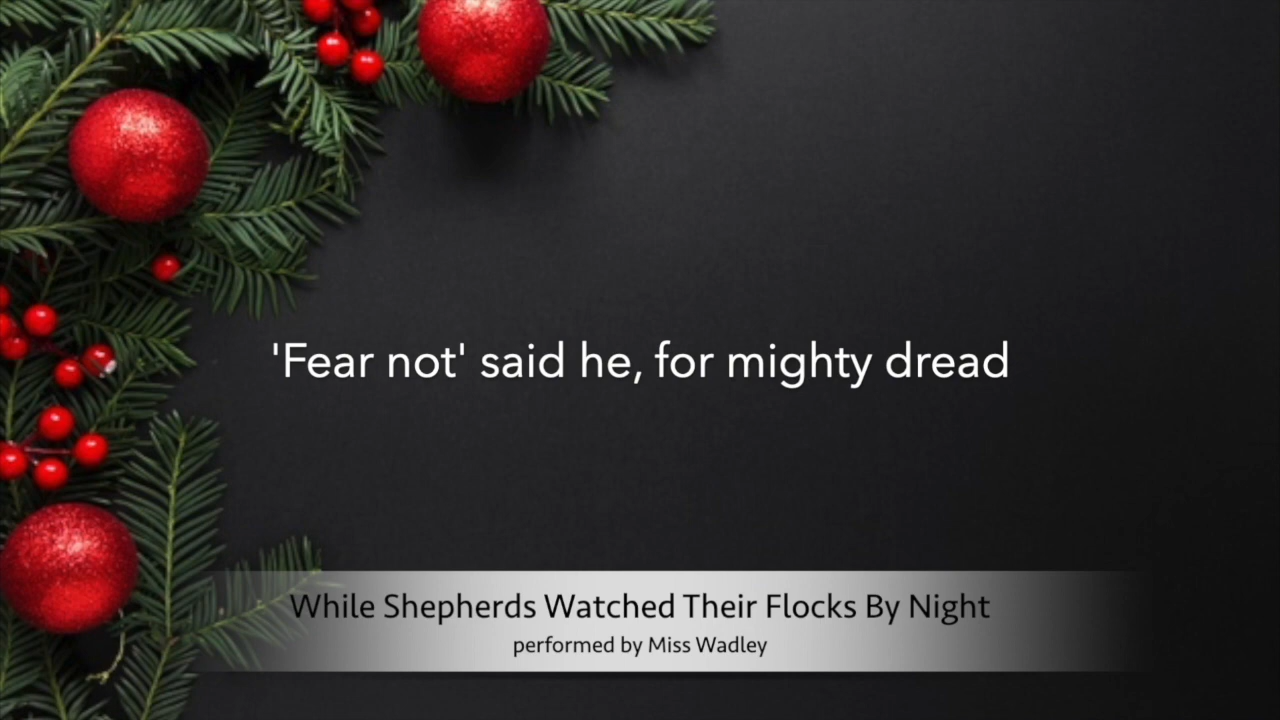 'Fear not' said he, for mighty dread
While Shepherds Watched Their Flocks By Night
performed by Miss Wadley